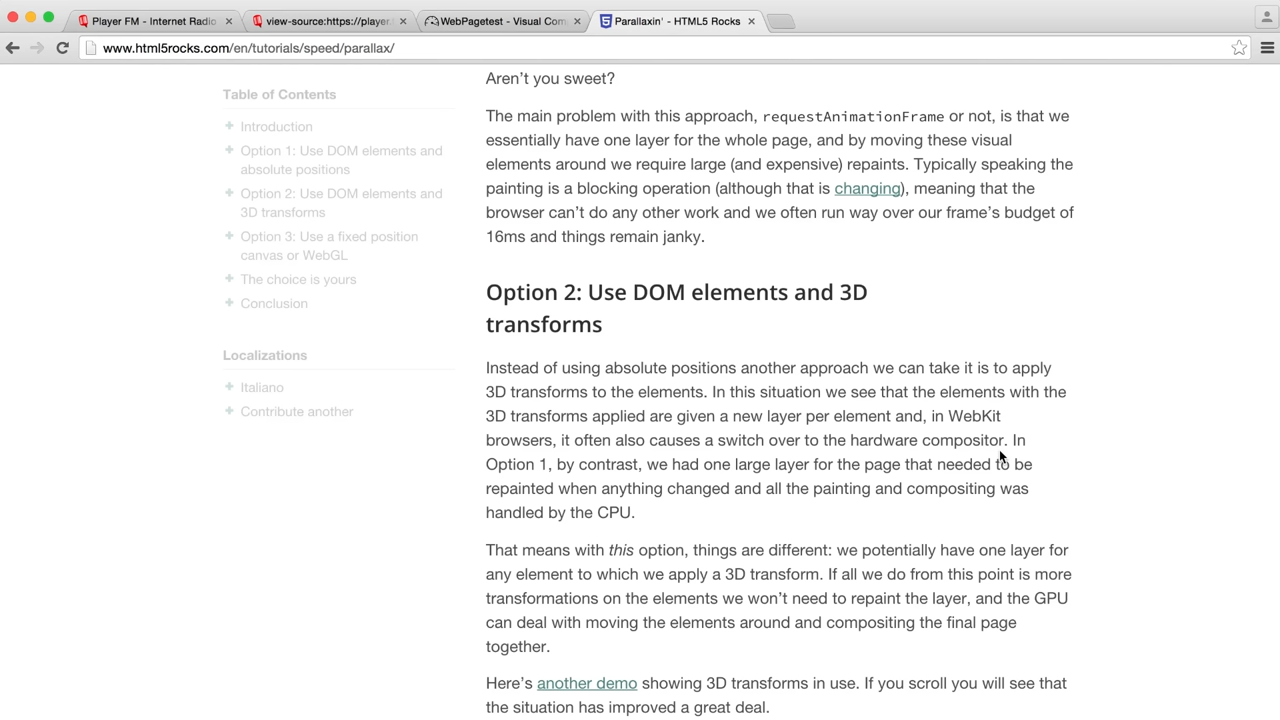 Player FM - Internet Radio
view-source:https://player.
WebPagetest - Visual Com
Parallaxin' - HTML5 Rocks
www.html5rocks.com/en/tutorials/speed/parallax/
Table of Contents
Introduction
Option 1: Use DOM elements and
absolute positions
Option 2: Use DOM elements and
3D transforms
Option 3: Use a fixed position
canvas or WebGL
The choice is yours
Conclusion
Localizations
Italiano
Contribute another
Aren’t you sweet?
The main problem with this approach, requestAnimationFrame or not, is that we
essentially have one layer for the whole page, and by moving these visual
elements around we require large (and expensive) repaints. Typically speaking the
painting is a blocking operation (although that is changing), meaning that the
browser can’t do any other work and we often run way over our frame’s budget of
16ms and things remain janky.
Option 2: Use DOM elements and 3D
transforms
Instead of using absolute positions another approach we can take it is to apply
3D transforms to the elements. In this situation we see that the elements with the
3D transforms applied are given a new layer per element and, in WebKit
browsers, it often also causes a switch over to the hardware compositor. In
Option 1, by contrast, we had one large layer for the page that needed to be
repainted when anything changed and all the painting and compositing was
handled by the CPU.
That means with this option, things are different: we potentially have one layer for
any element to which we apply a 3D transform. If all we do from this point is more
transformations on the elements we won’t need to repaint the layer, and the GPU
can deal with moving the elements around and compositing the final page
together.
Here’s another demo showing 3D transforms in use. If you scroll you will see that
the situation has improved a great deal.